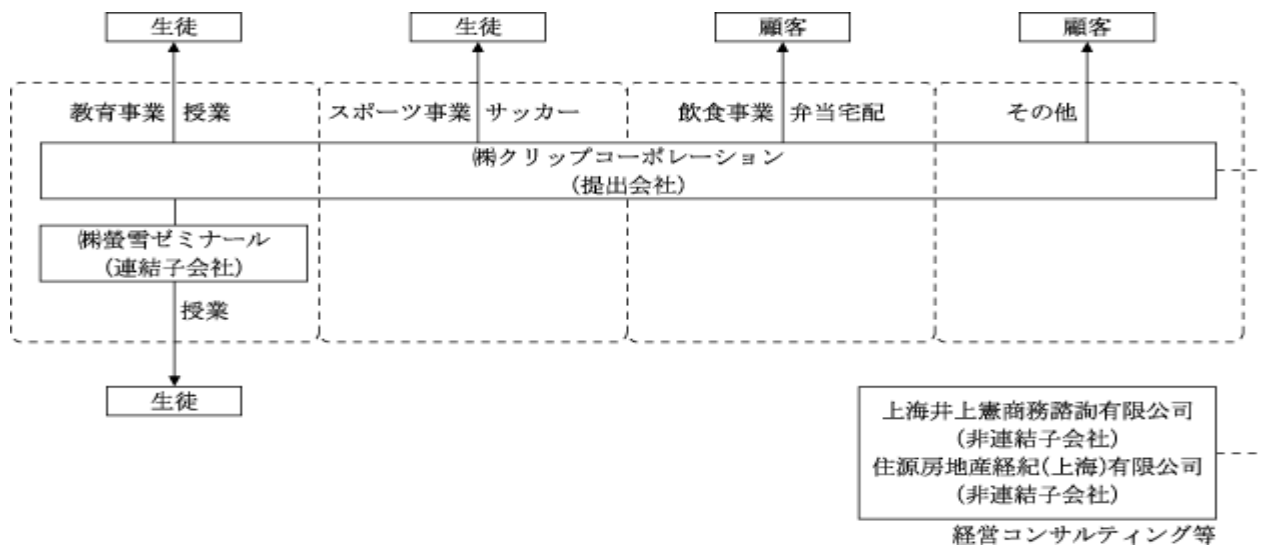 生徒
生徒
顧客
顧客
教育事業 授業
スポーツ事業 サッカー
飲食事業 弁当宅配
その他
㈱クリップコーポレーション
(提出会社)
㈱螢雪ゼミナール
(連結子会社)
授業
生徒
上海井上憲商務諮詢有限公司
(非連結子会社)
住源房地産経紀(上海)有限公司
(非連結子会社)
経営コンサルティング等